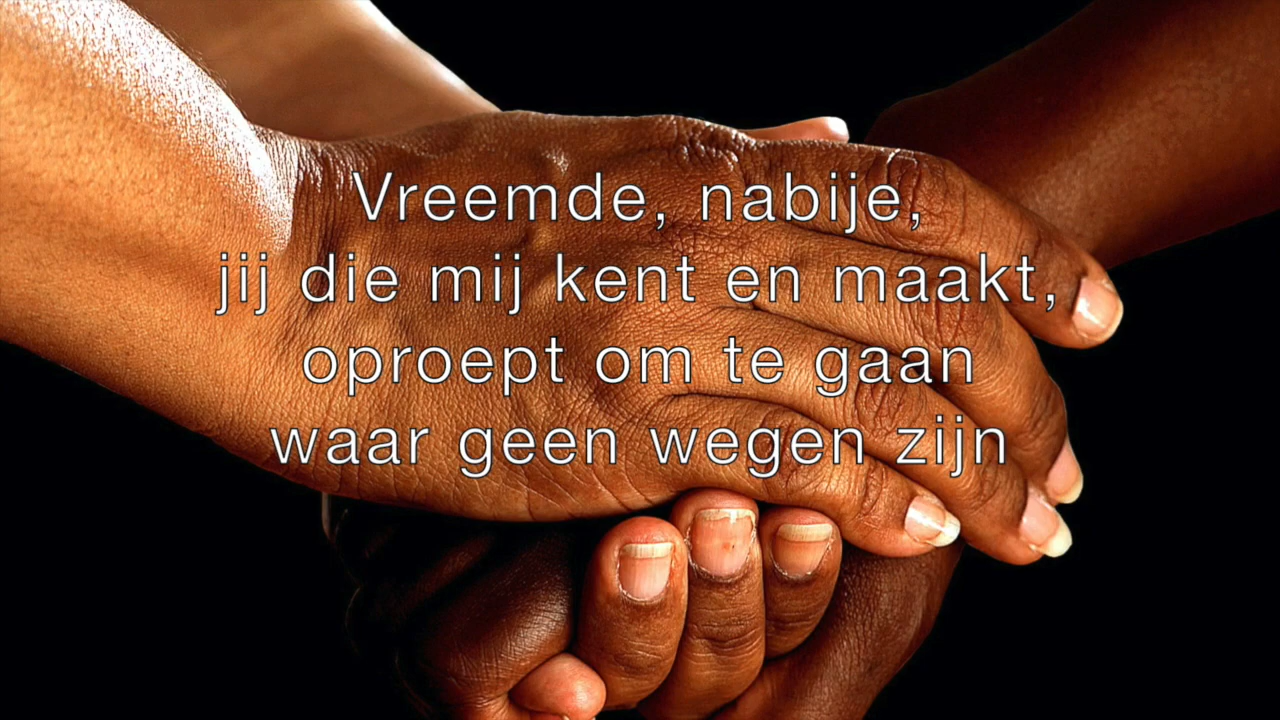 Vreemde, nabije,
jij die mij kent en maakt,
oproept om te gaan
waar geen wegen zijn